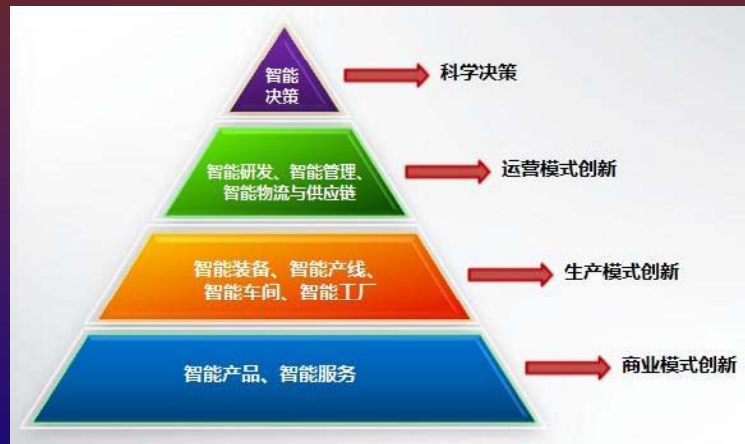 智能
决策
科学决策
智能研发、智能管理、
智能物流与供应链
运营模式创新
智能装备、智能产线、
智能车间、智能工厂
生产模式创新
智能产品、智能服务
商业模式创新